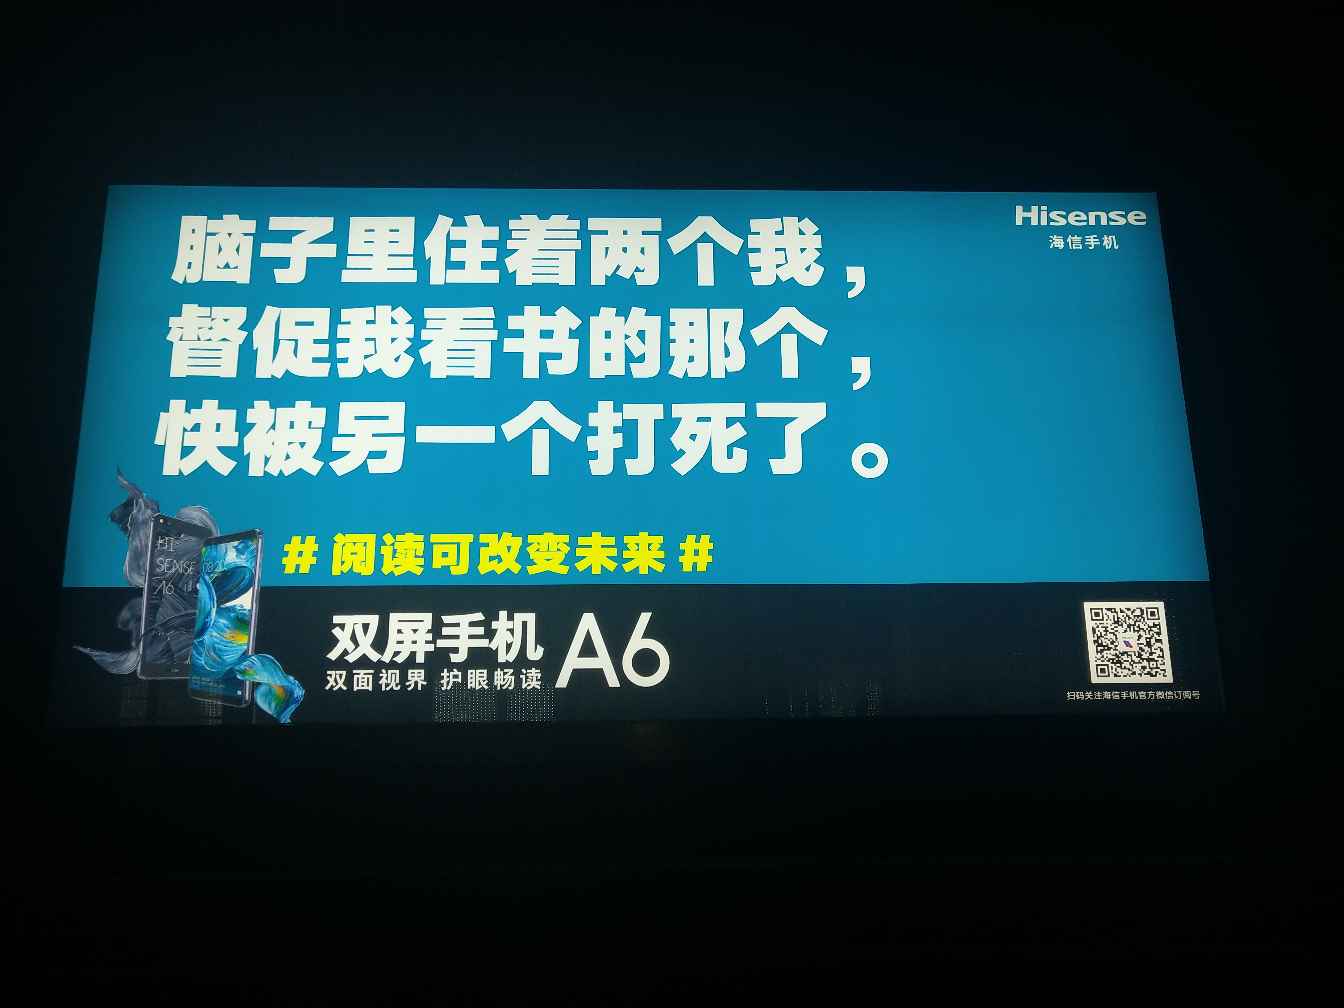 Hisense
海信手机
脑子里住着两个我，
督促我看书的那个，
快被另一个打死了。
#阅读可改变未来#
HI
SENSE
A6
双屏手机 A6
双面视界 护眼畅读
扫码关注海信手机官方微信订阅号